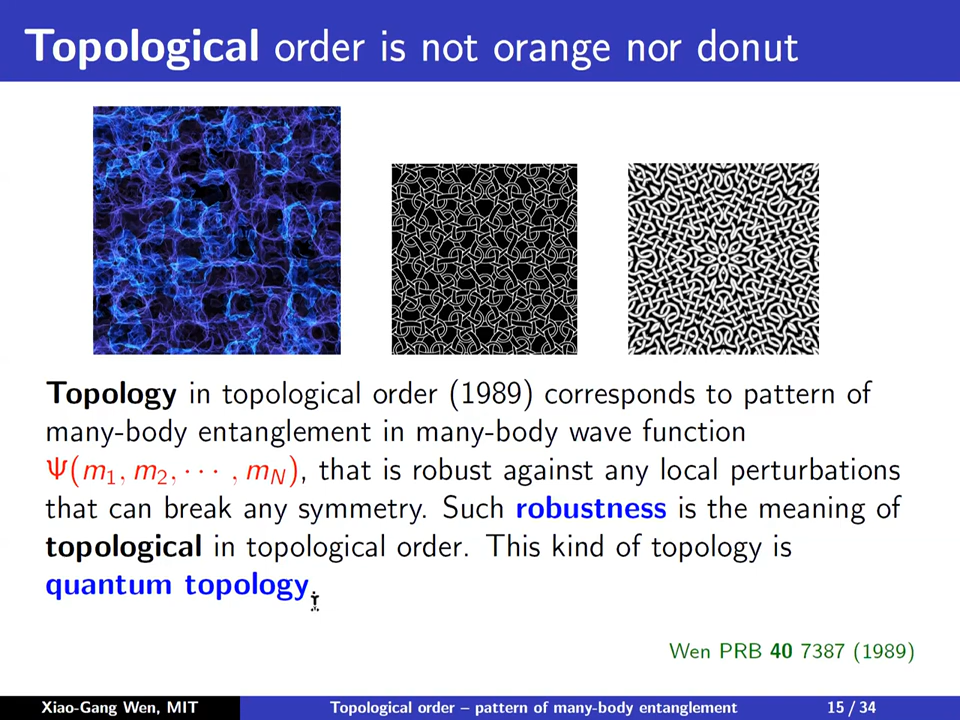 Topological order is not orange nor donut
Topology in topological order (1989) corresponds to pattern of
many-body entanglement in many-body wave function
Ψ(m₁, m₂, · · · , m_N), that is robust against any local perturbations
that can break any symmetry. Such robustness is the meaning of
topological in topological order. This kind of topology is
quantum topology.
Wen PRB 40 7387 (1989)
Xiao-Gang Wen, MIT
Topological order – pattern of many-body entanglement
15 / 34